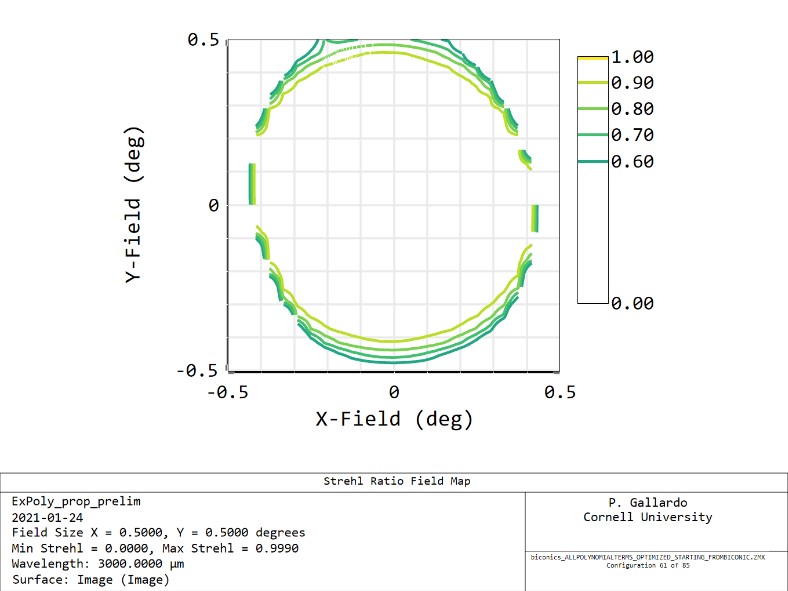 0.5
0
-0.5
Y-Field (deg)
-0.5 0 0.5
X-Field (deg)
1.00
0.90
0.80
0.70
0.60
0.00
Strehl Ratio Field Map
ExPoly_prop_prelim
2021-01-24
Field Size X = 0.5000, Y = 0.5000 degrees
Min Strehl = 0.0000, Max Strehl = 0.9990
Wavelength: 3000.0000 µm
Surface: Image (Image)
P. Gallardo
Cornell University
biconics_ALLPOLYNOMIALTERMS_OPTIMIZED_STARTING_FROMBICONIC.ZMX
Configuration 61 of 85